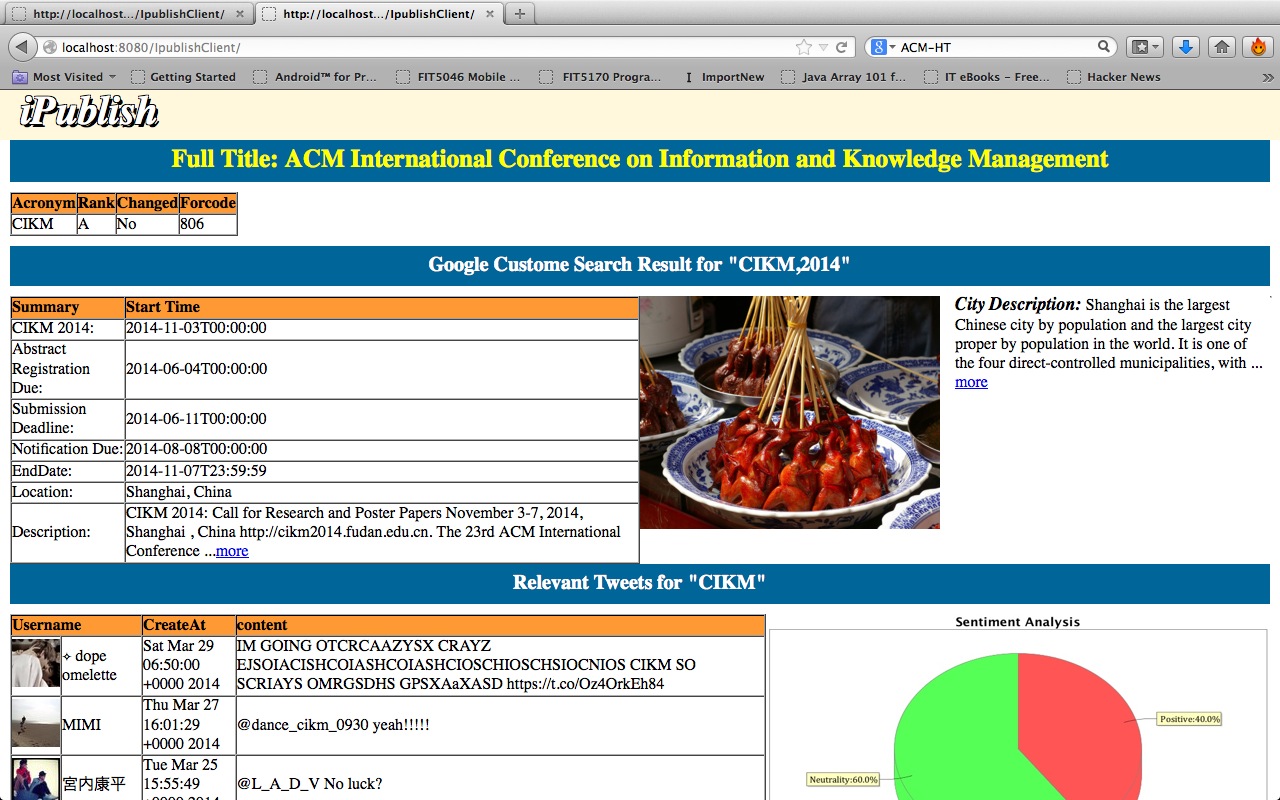 http://localhost.../IpublishClient/
http://localhost.../IpublishClient/
localhost:8080/IpublishClient/
ACM-HT
Most Visited
Getting Started
Android™ for Pr...
FIT5046 Mobile ...
FIT5170 Progra...
ImportNew
Java Array 101 f...
IT eBooks - Free...
Hacker News
iPublish
Full Title: ACM International Conference on Information and Knowledge Management
Acronym Rank Changed Forcode
CIKM A No 806
Google Custome Search Result for "CIKM,2014"
Summary Start Time
CIKM 2014: 2014-11-03T00:00:00
Abstract
Registration
Due:
2014-06-04T00:00:00
Submission
Deadline:
2014-06-11T00:00:00
Notification Due: 2014-08-08T00:00:00
EndDate: 2014-11-07T23:59:59
Location: Shanghai, China
Description:
CIKM 2014: Call for Research and Poster Papers November 3-7, 2014,
Shanghai , China http://cikm2014.fudan.edu.cn. The 23rd ACM International
Conference ...more
City Description: Shanghai is the largest
Chinese city by population and the largest city
proper by population in the world. It is one of
the four direct-controlled municipalities, with ...
more
Relevant Tweets for "CIKM"
Username CreateAt content
✧ dope
omelette
Sat Mar 29
06:50:00
+0000 2014
IM GOING OTCRCAAZYSX CRAYZ
EJSOIACISHCOIASHCOIASHCIOSCHIOSCHSIOCNIOS CIKM SO
SCRIAYS OMRGSDHS GPSXAaXASD https://t.co/Oz4OrkEh84
MIMI
Thu Mar 27
16:01:29
+0000 2014
@dance_cikm_0930 yeah!!!!!
宮内康平
Tue Mar 25
15:55:49
+0000 2014
@L_A_D_V No luck?
Sentiment Analysis
Positive:40.0%
Neutrality:60.0%